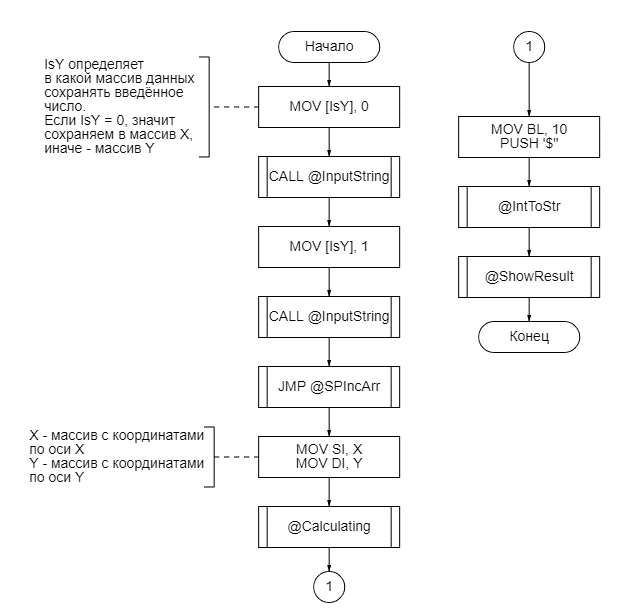 Начало
IsY определяет
в какой массив данных
сохранять введённое
число.
Если IsY = 0, значит
сохраняем в массив X,
иначе - массив Y
MOV [IsY], 0
CALL @InputString
MOV [IsY], 1
CALL @InputString
JMP @SPIncArr
X - массив с координатами
по оси X
Y - массив с координатами
по оси Y
MOV SI, X
MOV DI, Y
@Calculating
1
1
MOV BL, 10
PUSH '$"
@IntToStr
@ShowResult
Конец